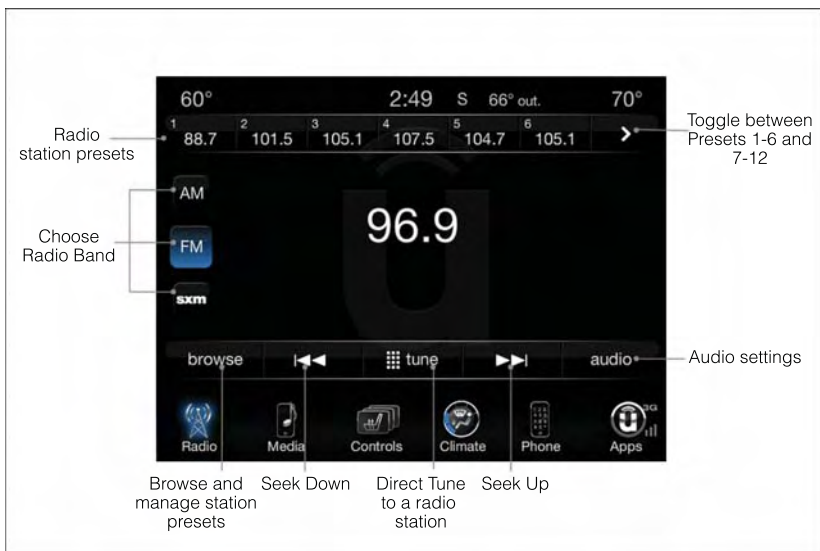 60° 2:49 S 66° out. 70°
1 88.7 2 101.5 3 105.1 4 107.5 5 104.7 6 105.1
Radio
station presets
Toggle between
Presets 1-6 and
7-12
AM
96.9
Choose
Radio Band
FM
sxm
browse tune audio
Audio settings
3G
Radio Media Controls Climate Phone Apps
Browse and
manage station
presets
Seek Down
Direct Tune
to a radio
station
Seek Up